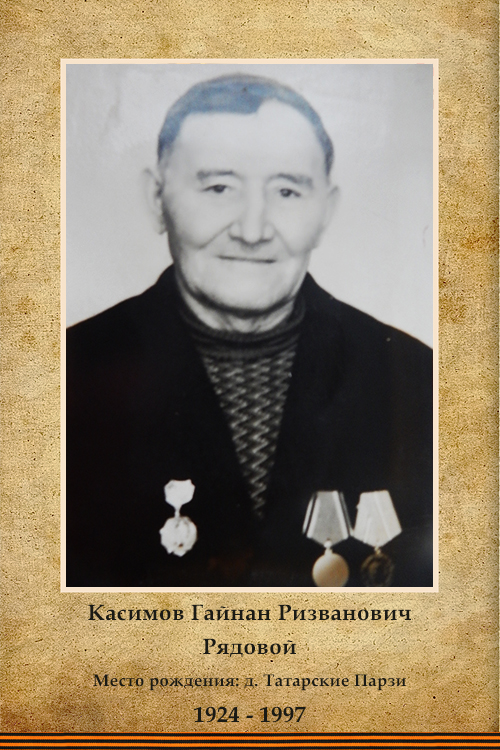 Касимов Гайнан Ризванович
Рядовой
Место рождения: д. Татарские Парзи
1924 - 1997